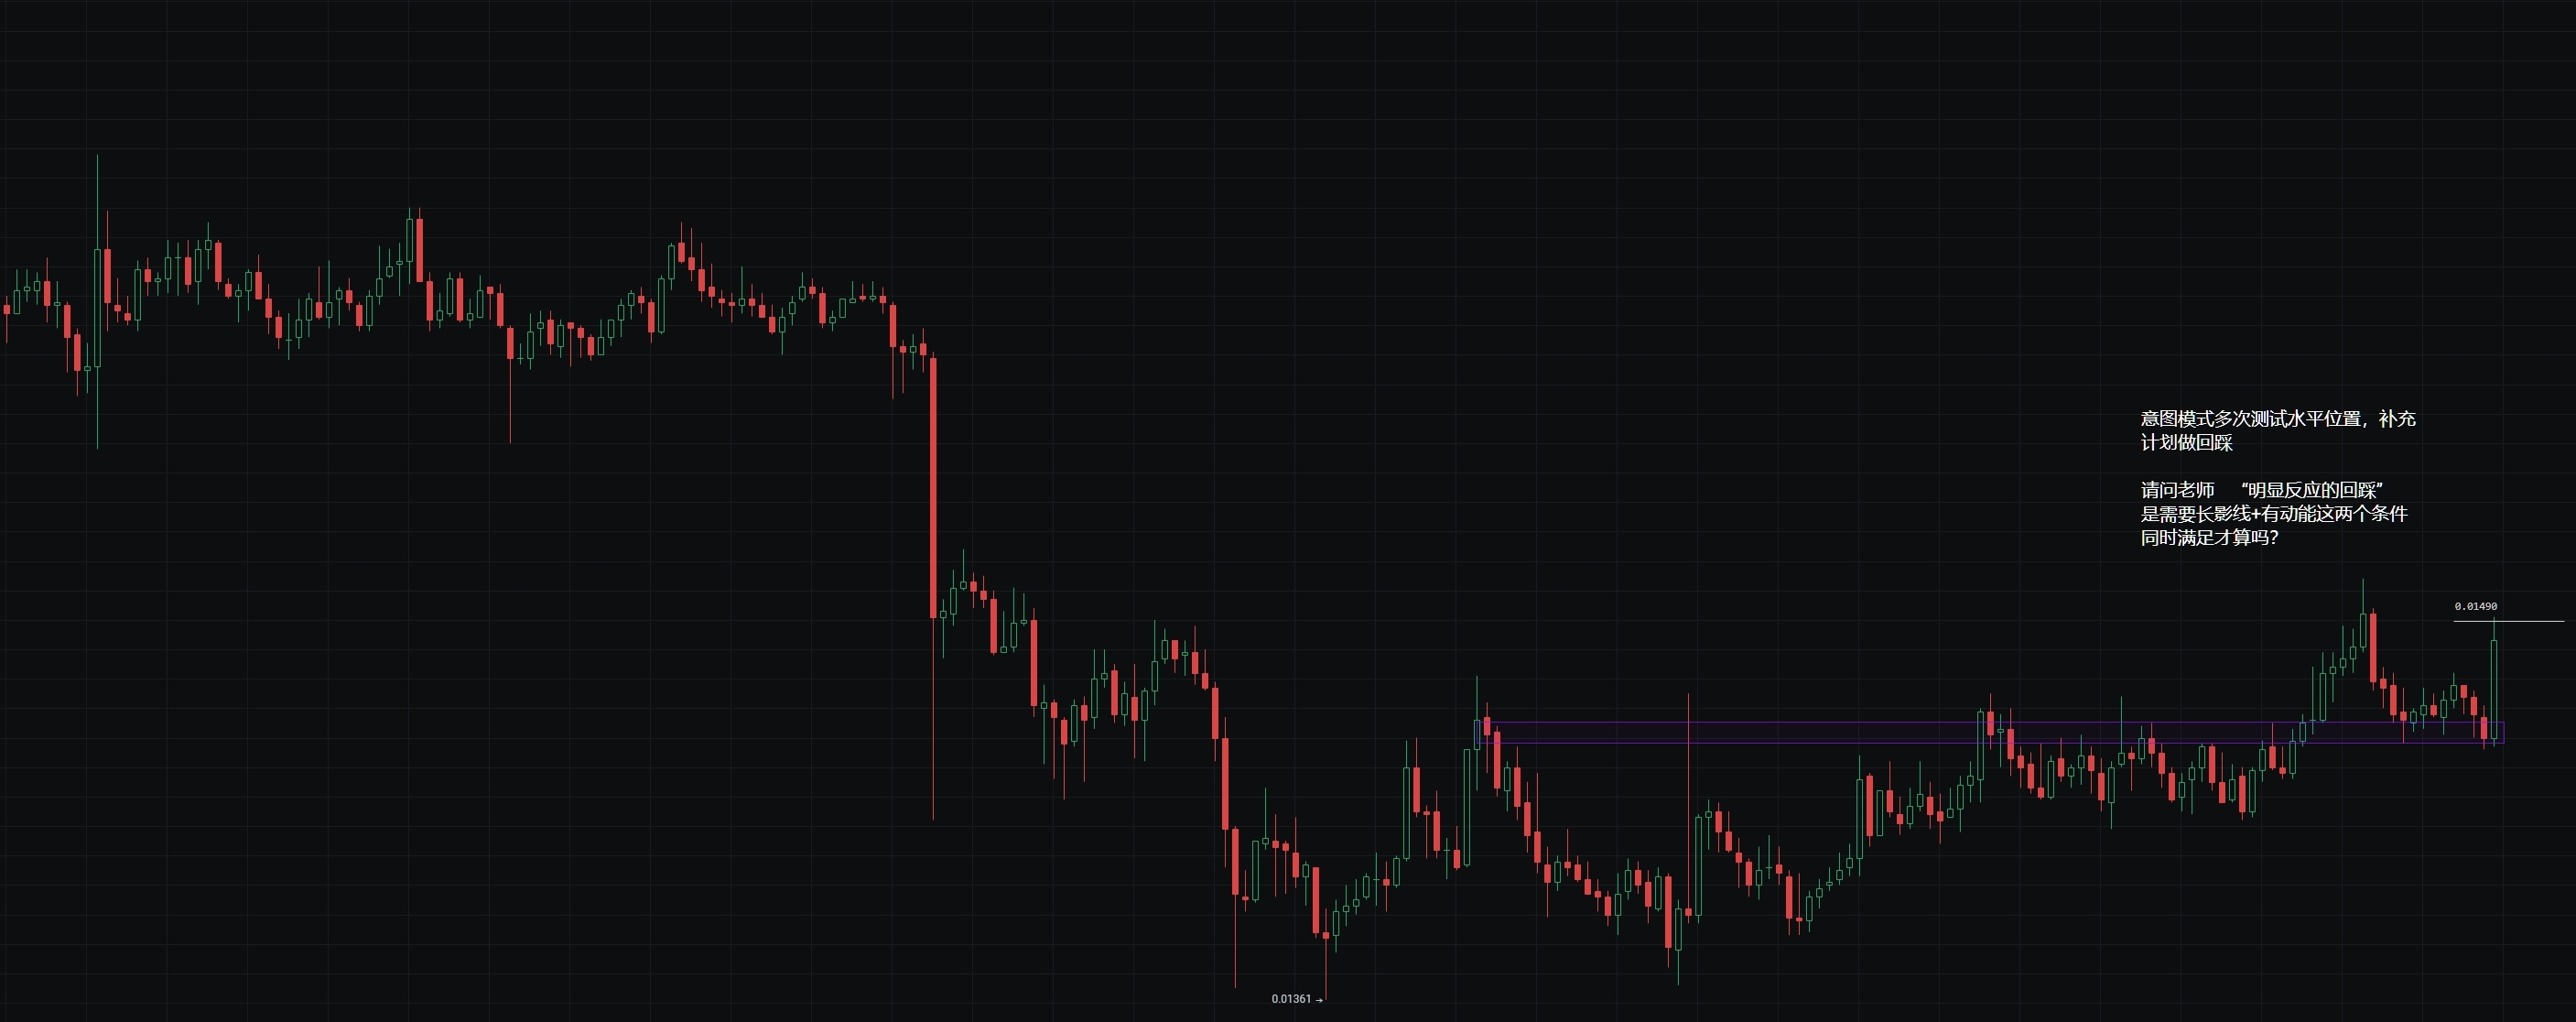 意图模式多次测试水平位置，补充
计划做回踩
请问老师 “明显反应的回踩”
是需要长影线+有动能这两个条件
同时满足才算吗？
0.01490
0.01361 →